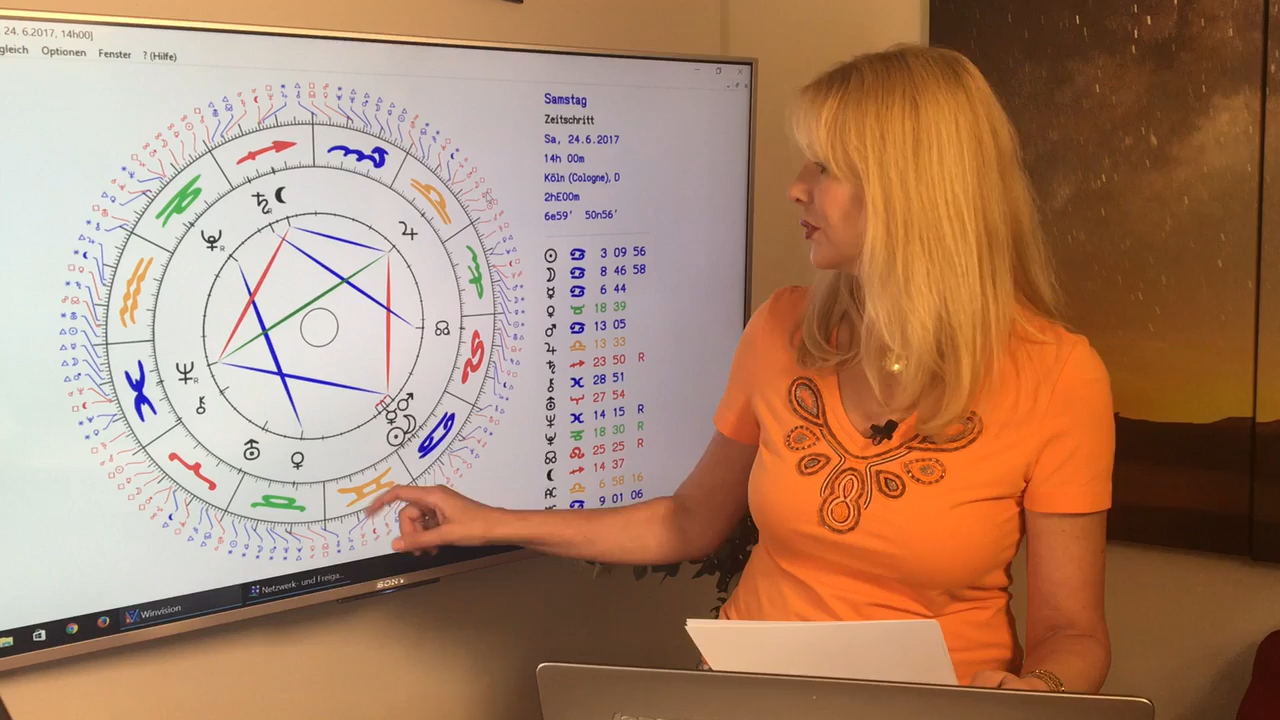 , 24. 6.2017, 14h00]
gleich Optionen Fenster ? (Hilfe)
Samstag
Zeitschritt
Sa, 24.6.2017
14h 00m
Köln (Cologne), D
2hE00m
6e59' 50n56'
☉ ♋ 3 09 56
☽ ♋ 8 46 58
☿ ♋ 6 44
♀ ♉ 18 39
♂ ♋ 13 05
♃ ♎ 13 33
♄ ♐ 23 50 R
⚷ ♓ 28 51
⛢ ♈ 27 54
♆ ♓ 14 15 R
♇ ♑ 18 30 R
☊ ♌ 25 25 R
⚸ ♐ 14 37
AC ♎ 6 58 16
♋ 9 01 06
Netzwerk- und Freiga...
SONY
Winvision